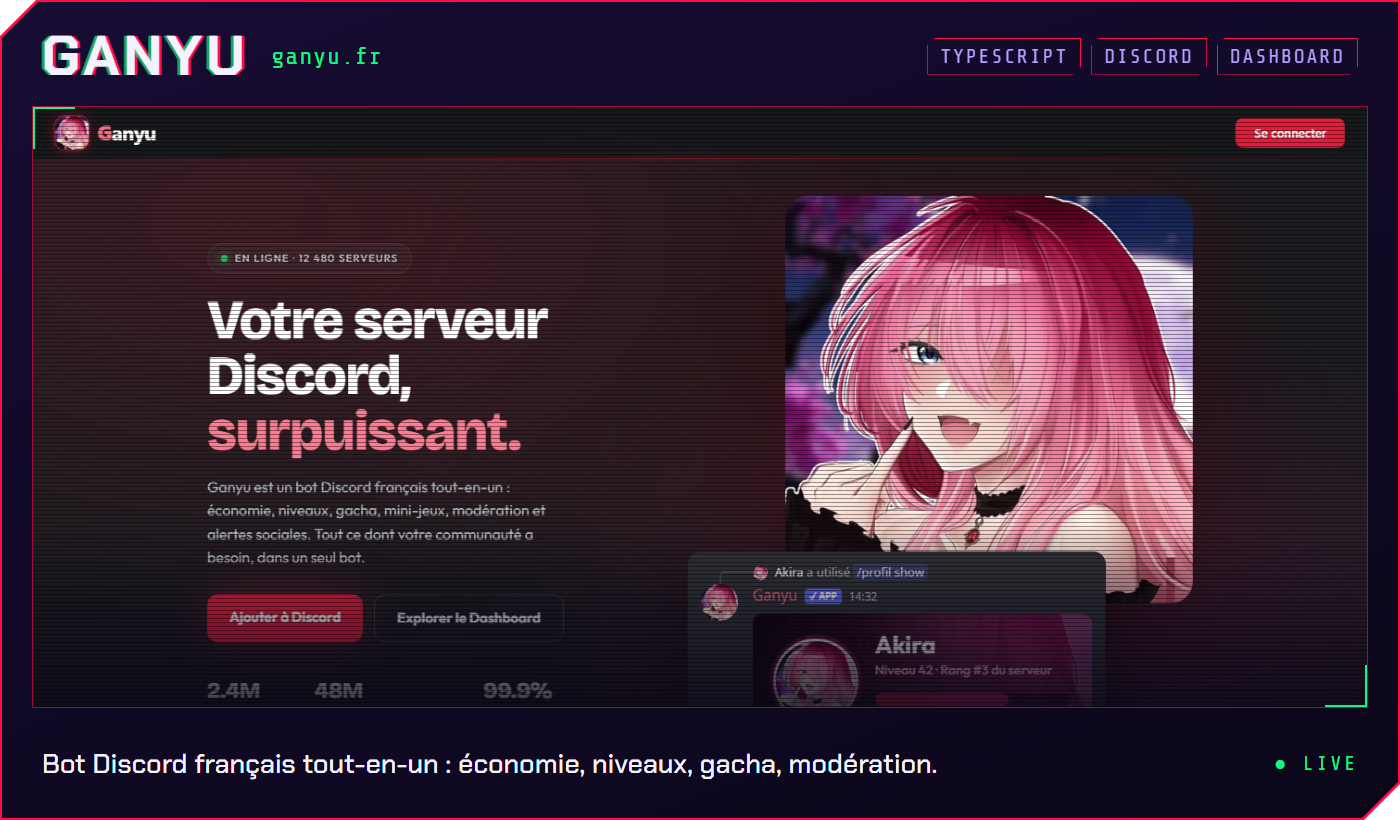 GANYU
ganyu.fr
TYPESCRIPT
DISCORD
DASHBOARD
Ganyu
Se connecter
EN LIGNE · 12 480 SERVEURS
Votre serveur
Discord,
surpuissant.
Ganyu est un bot Discord français tout-en-un :
économie, niveaux, gacha, mini-jeux, modération et
alertes sociales. Tout ce dont votre communauté a
besoin, dans un seul bot.
Ajouter à Discord
Explorer le Dashboard
2.4M
48M
99.9%
Akira a utilisé /profil show
Ganyu ✓ APP 14:32
Akira
Niveau 42 · Rang #3 du serveur
Bot Discord français tout-en-un : économie, niveaux, gacha, modération.
LIVE